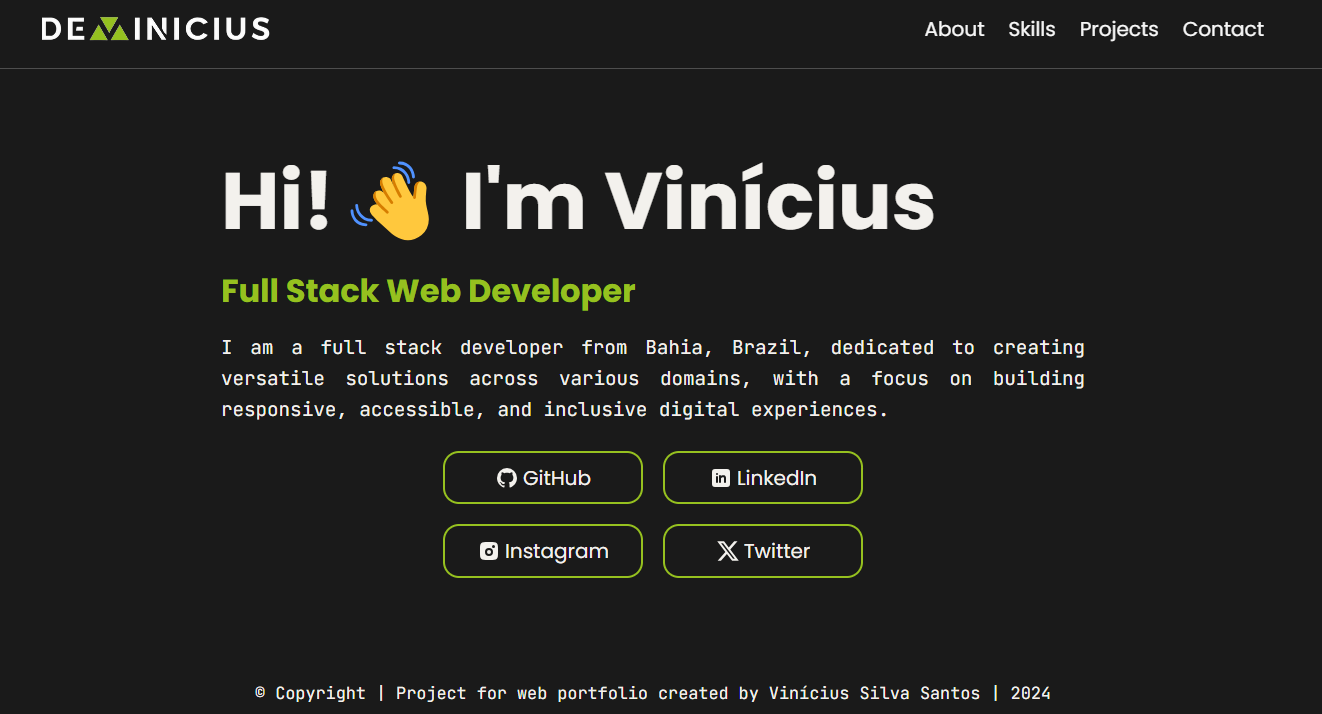 DEVINICIUS
About Skills Projects Contact
Hi! 👋 I'm Vinícius
Full Stack Web Developer
I am a full stack developer from Bahia, Brazil, dedicated to creating
versatile solutions across various domains, with a focus on building
responsive, accessible, and inclusive digital experiences.
GitHub LinkedIn
Instagram Twitter
© Copyright | Project for web portfolio created by Vinícius Silva Santos | 2024